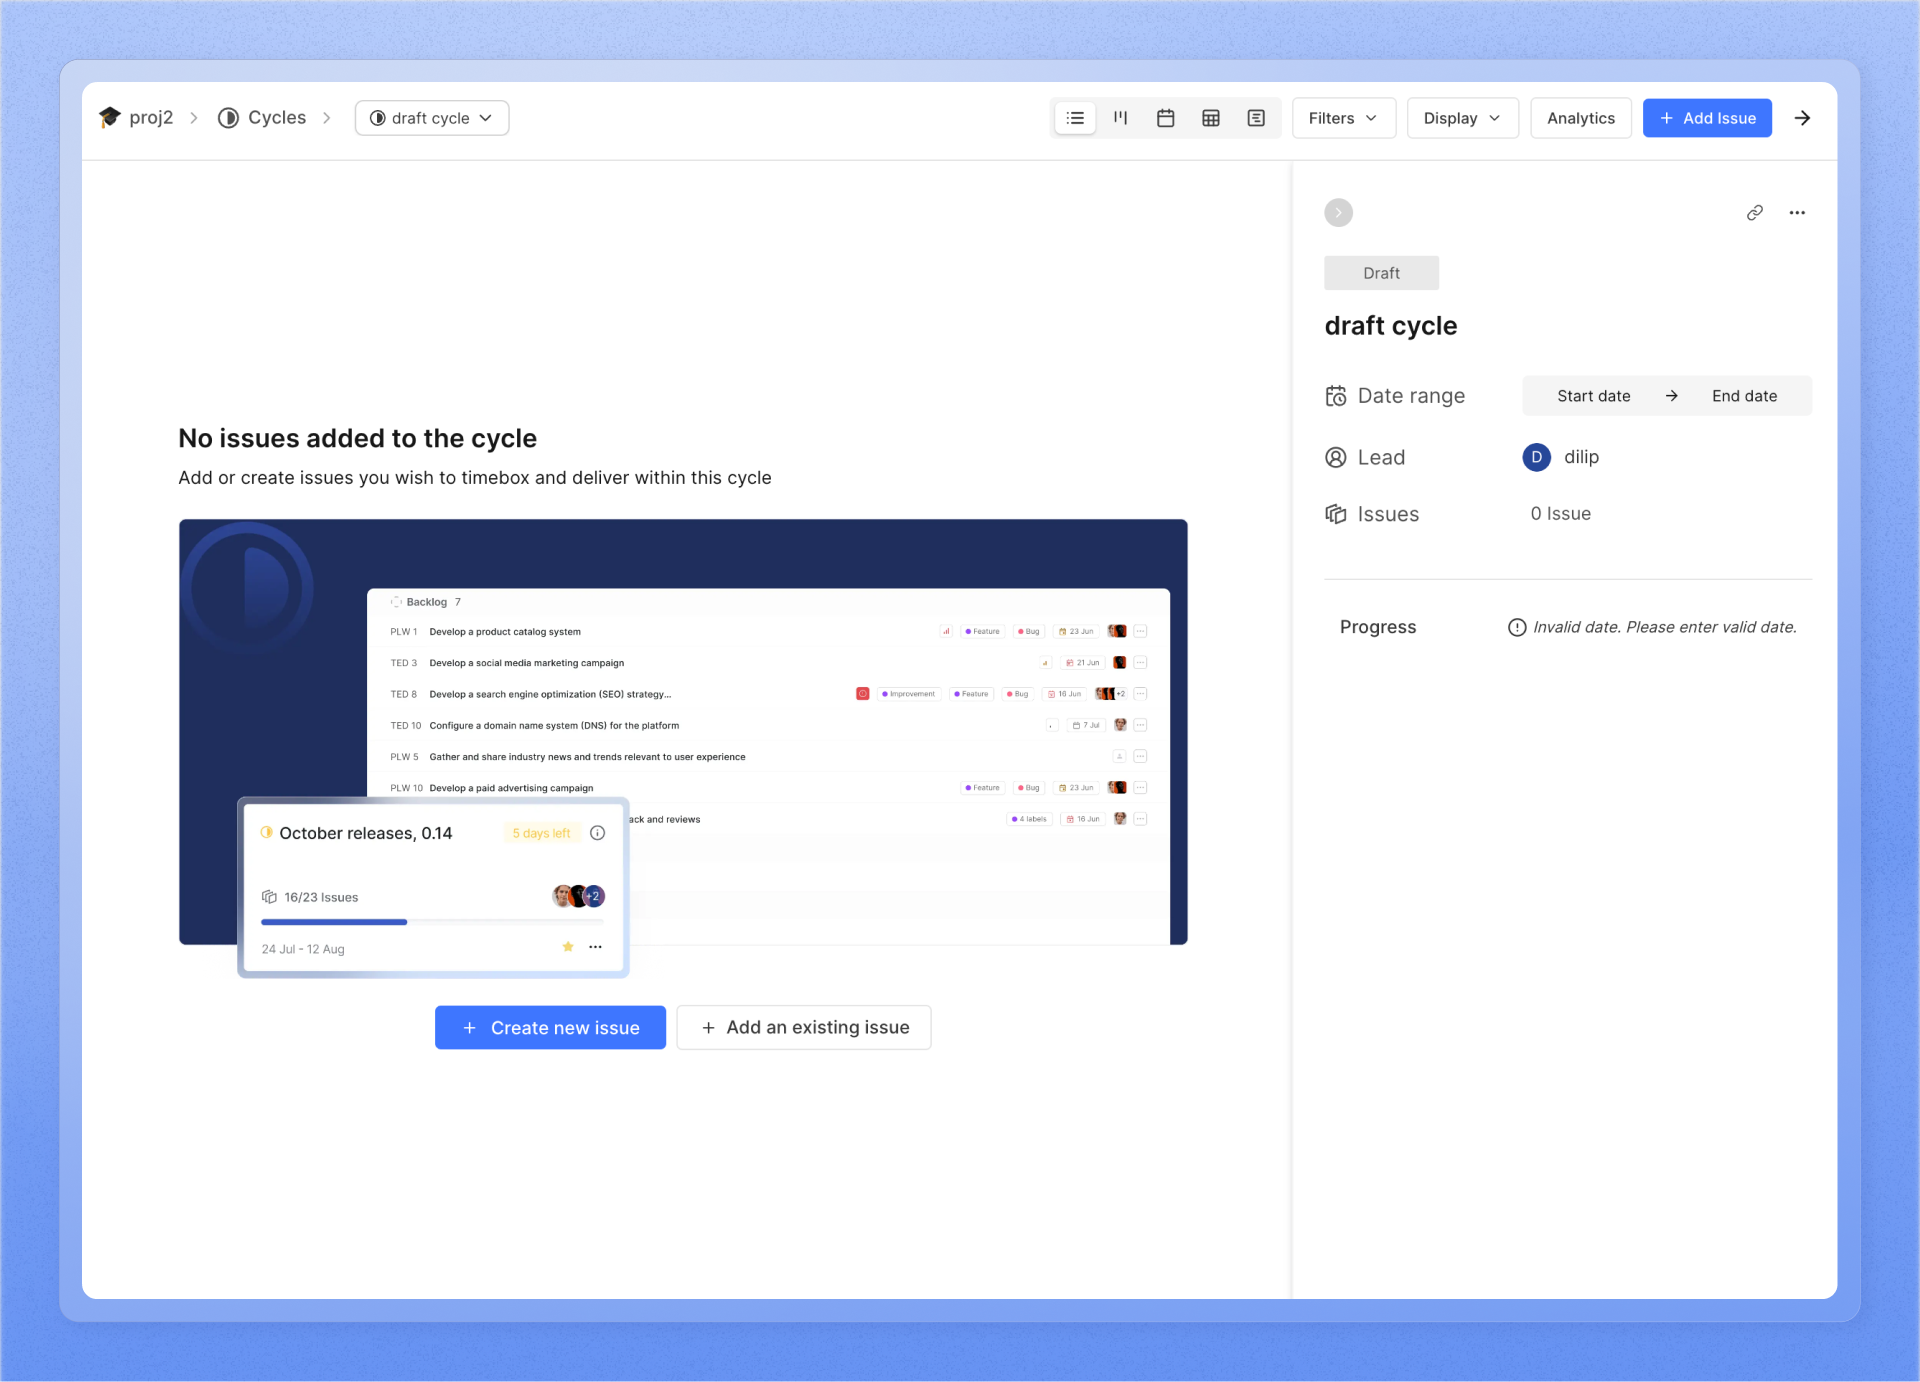 proj2 Cycles draft cycle Filters Display Analytics + Add Issue
Draft
draft cycle
Date range Start date → End date
Lead D dilip
Issues 0 Issue
Progress Invalid date. Please enter valid date.
No issues added to the cycle
Add or create issues you wish to timebox and deliver within this cycle
Backlog 7
PLW 1 Develop a product catalog system Feature Bug 23 Jun
TED 3 Develop a social media marketing campaign 21 Jun
TED 8 Develop a search engine optimization (SEO) strategy... Improvement Feature Bug 16 Jun +2
TED 10 Configure a domain name system (DNS) for the platform 7 Jul
PLW 5 Gather and share industry news and trends relevant to user experience
PLW 10 Develop a paid advertising campaign Feature Bug 23 Jun
ack and reviews 4 labels 16 Jun
October releases, 0.14 5 days left
16/23 Issues +2
24 Jul - 12 Aug
+ Create new issue + Add an existing issue